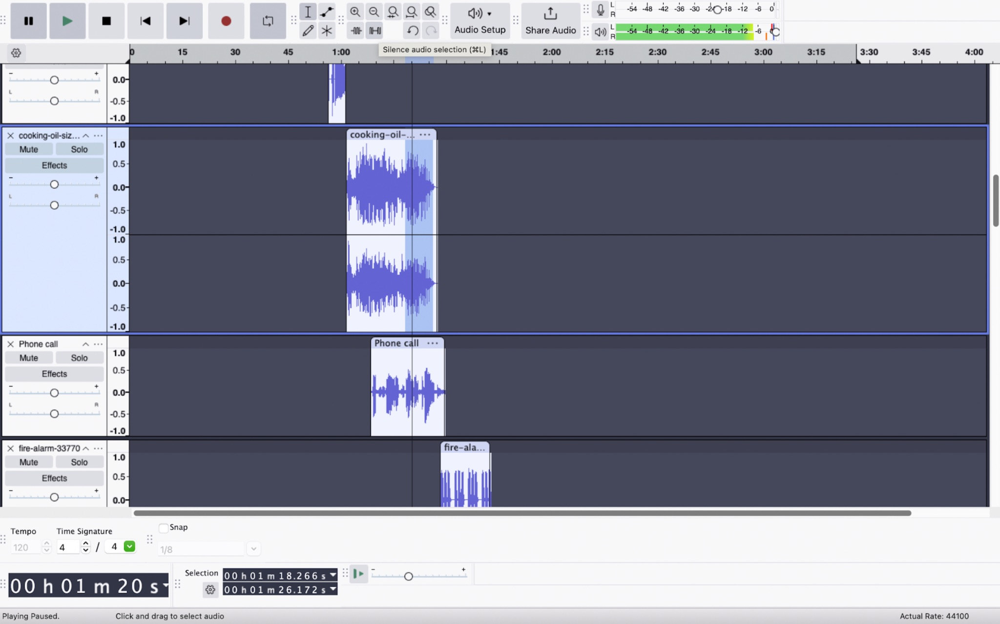 Audio Setup
Share Audio
L
R
-54 -48 -42 -36 -30 -24 -18 -12 -6 0
L
R
-54 -48 -42 -36 -30 -24 -18 -12 -6
Silence audio selection (⌘L)
0 15 30 45 1:00 1:45 2:00 2:15 2:30 2:45 3:00 3:15 3:30 3:45 4:00
- +
L R
0.0
-0.5
-1.0
cooking-oil-siz...
Mute Solo
Effects
- +
L R
1.0
0.5
0.0
-0.5
-1.0
1.0
0.5
0.0
-0.5
-1.0
cooking-oil-... ...
Phone call ...
Mute Solo
Effects
- +
L R
1.0
0.5
0.0
-0.5
-1.0
Phone call ...
fire-alarm-33770 ...
Mute Solo
Effects
- +
1.0
0.5
0.0
fire-ala...
Tempo Time Signature Snap
120 4 / 4 1/8
Selection
00 h 01 m 20 s
00 h 01 m 18.266 s
00 h 01 m 26.172 s
- +
Playing Paused. Click and drag to select audio Actual Rate: 44100